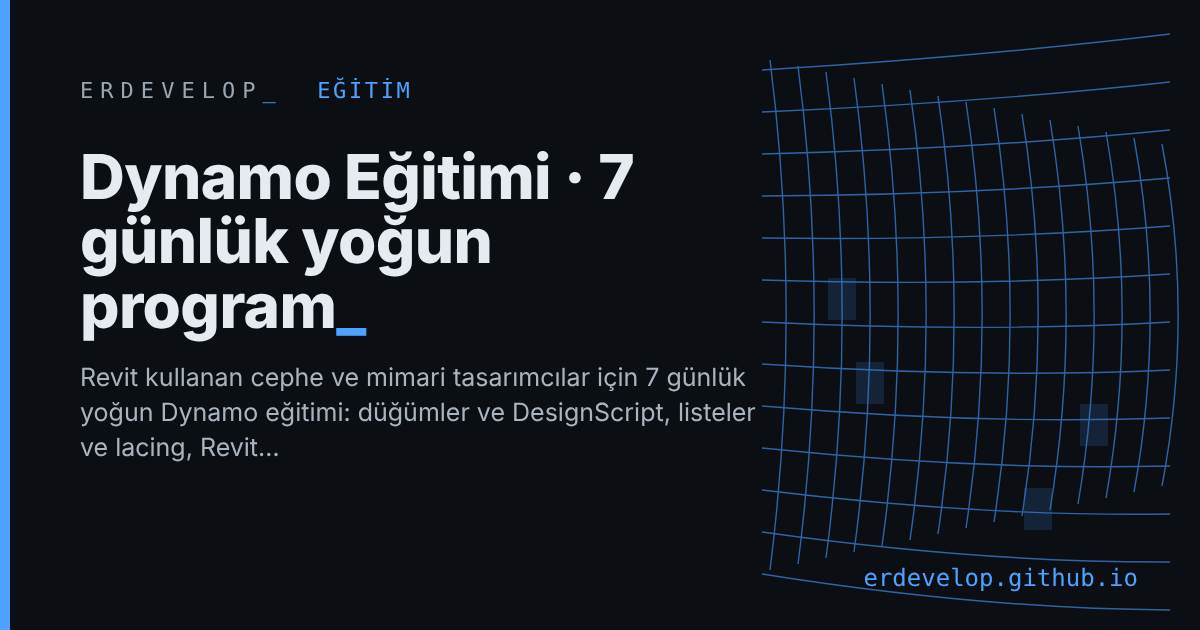 ERDEVELOP_ EĞİTİM
Dynamo Eğitimi · 7
günlük yoğun
program_
Revit kullanan cephe ve mimari tasarımcılar için 7 günlük
yoğun Dynamo eğitimi: düğümler ve DesignScript, listeler
ve lacing, Revit...
erdevelop.github.io